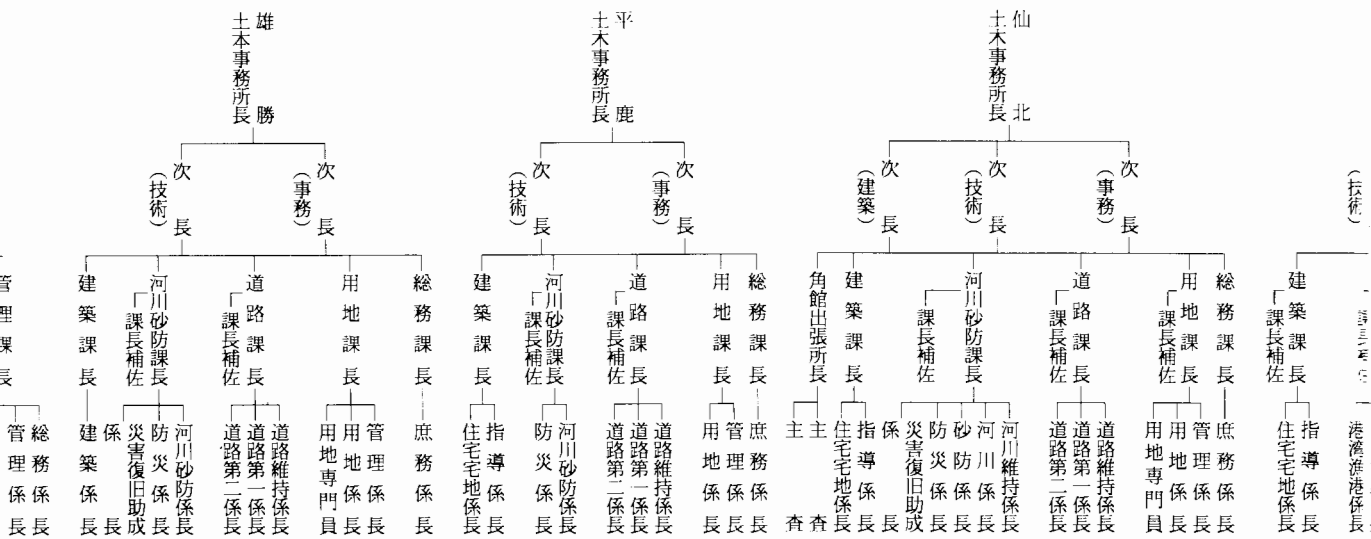 (技術)
建築課長
課長補佐
港湾漁港係長
指導係長
住宅宅地係長
仙北
土木事務所長
次長
(事務)
次長
(技術)
次長
(建築)
総務課長
用地課長
課長補佐
道路課長
課長補佐
河川砂防課長
課長補佐
建築課長
角館出張所長
庶務係長
管理係長
用地係長
用地専門員
道路維持係長
道路第一係長
道路第二係長
河川維持係長
河川係長
砂防係長
防災係長
災害復旧助成
係長
指導係長
住宅宅地係長
主査
主査
平鹿
土木事務所長
次長
(事務)
次長
(技術)
総務課長
用地課長
道路課長
課長補佐
河川砂防課長
課長補佐
建築課長
庶務係長
管理係長
用地係長
道路維持係長
道路第一係長
道路第二係長
河川砂防係長
防災係長
指導係長
住宅宅地係長
雄勝
土本事務所長
次長
(事務)
次長
(技術)
総務課長
用地課長
道路課長
課長補佐
河川砂防課長
課長補佐
建築課長
庶務係長
管理係長
用地係長
用地専門員
道路維持係長
道路第一係長
道路第二係長
河川砂防係長
防災係長
災害復旧助成
係長
建築係長
管理課長
総務係長
管理係長